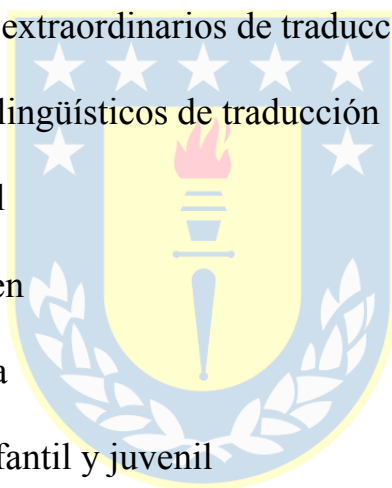 extraordinarios de traducc
lingüísticos de traducción
l
en
a
fantil y juvenil